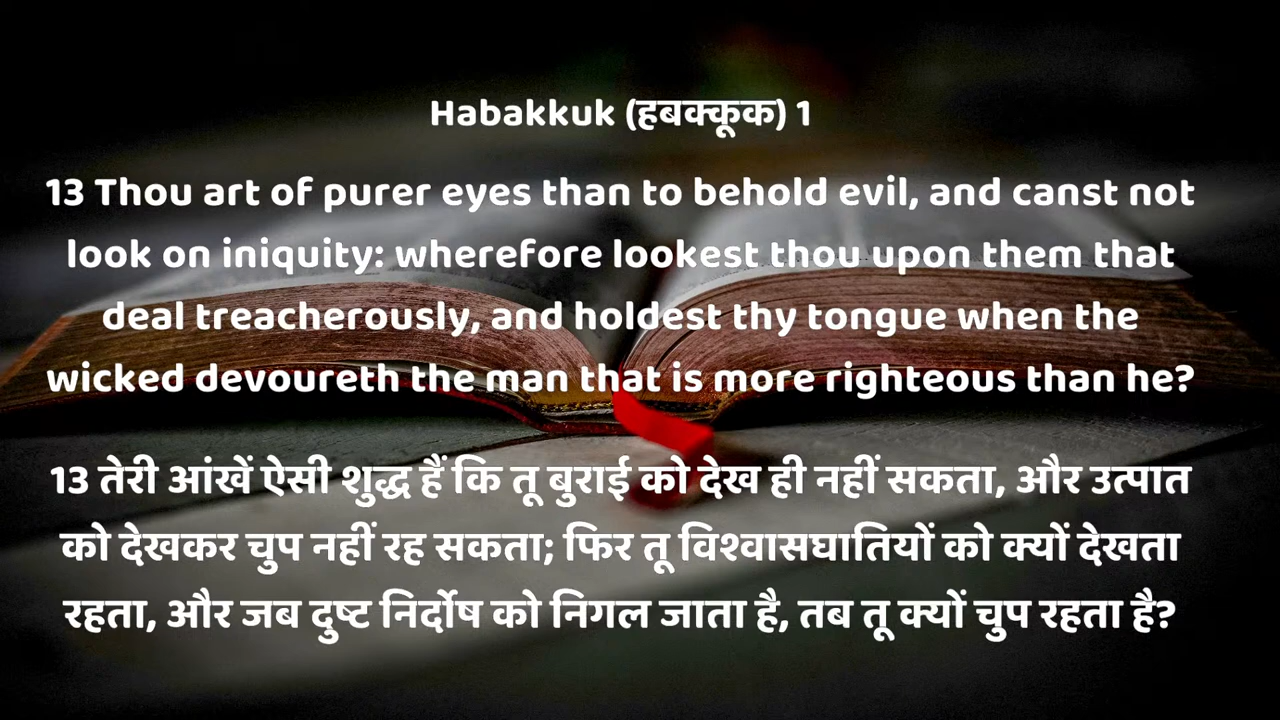 Habakkuk (हबक्कूक) 1
13 Thou art of purer eyes than to behold evil, and canst not
look on iniquity: wherefore lookest thou upon them that
deal treacherously, and holdest thy tongue when the
wicked devoureth the man that is more righteous than he?
13 तेरी आंखें ऐसी शुद्ध हैं कि तू बुराई को देख ही नहीं सकता, और उत्पात
को देखकर चुप नहीं रह सकता; फिर तू विश्वासघातियों को क्यों देखता
रहता, और जब दुष्ट निर्दोष को निगल जाता है, तब तू क्यों चुप रहता है?